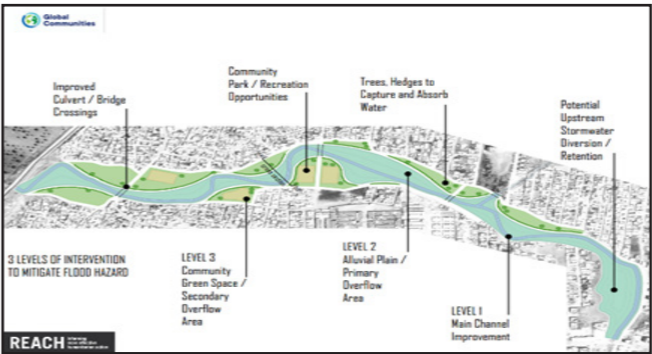 Global
Communities
Improved
Culvert / Bridge
Crossings
Community
Park / Recreation
Opportunities
Trees, Hedges to
Capture and Absorb
Water
Potential
Upstream
Stormwater
Diversion /
Retention
3 LEVELS OF INTERVENTION
TO MITIGATE FLOOD HAZARD
LEVEL 3
Community
Green Space /
Secondary
Overflow
Area
LEVEL 2
Alluvial Plain /
Primary
Overflow
Area
LEVEL 1
Main Channel
Improvement
REACH